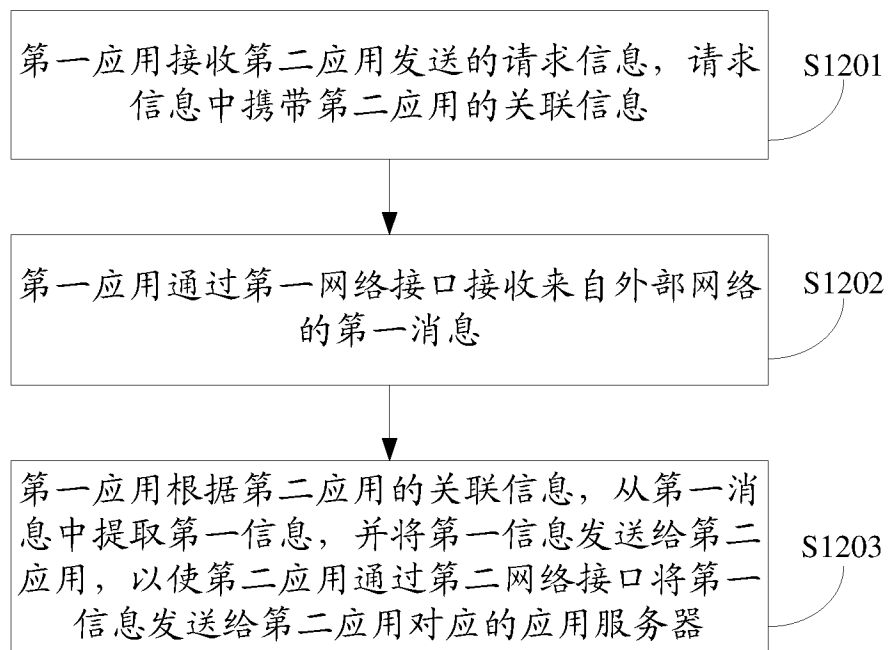 第一应用接收第二应用发送的请求信息，请求
信息中携带第二应用的关联信息
S1201
第一应用通过第一网络接口接收来自外部网络
的第一消息
S1202
第一应用根据第二应用的关联信息，从第一消
息中提取第一信息，并将第一信息发送给第二
应用，以使第二应用通过第二网络接口将第一
信息发送给第二应用对应的应用服务器
S1203